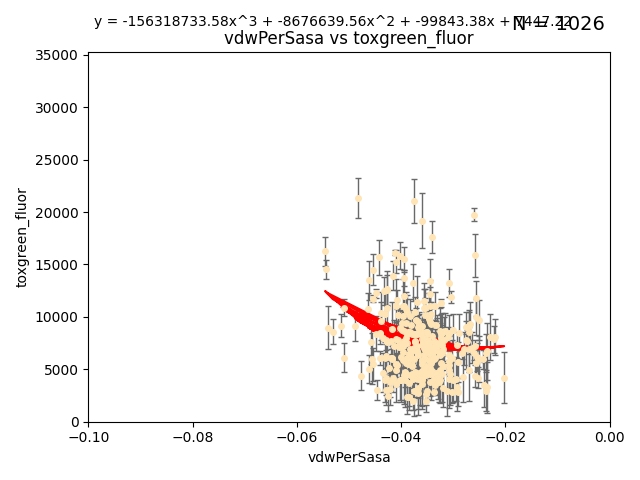 y = -156318733.58x^3 + -8676639.56x^2 + -99843.38x + 7447.22
N = 1026
vdwPerSasa vs toxgreen_fluor
35000
30000
25000
20000
15000
10000
5000
0
toxgreen_fluor
−0.10
−0.08
−0.06
−0.04
−0.02
0.00
vdwPerSasa